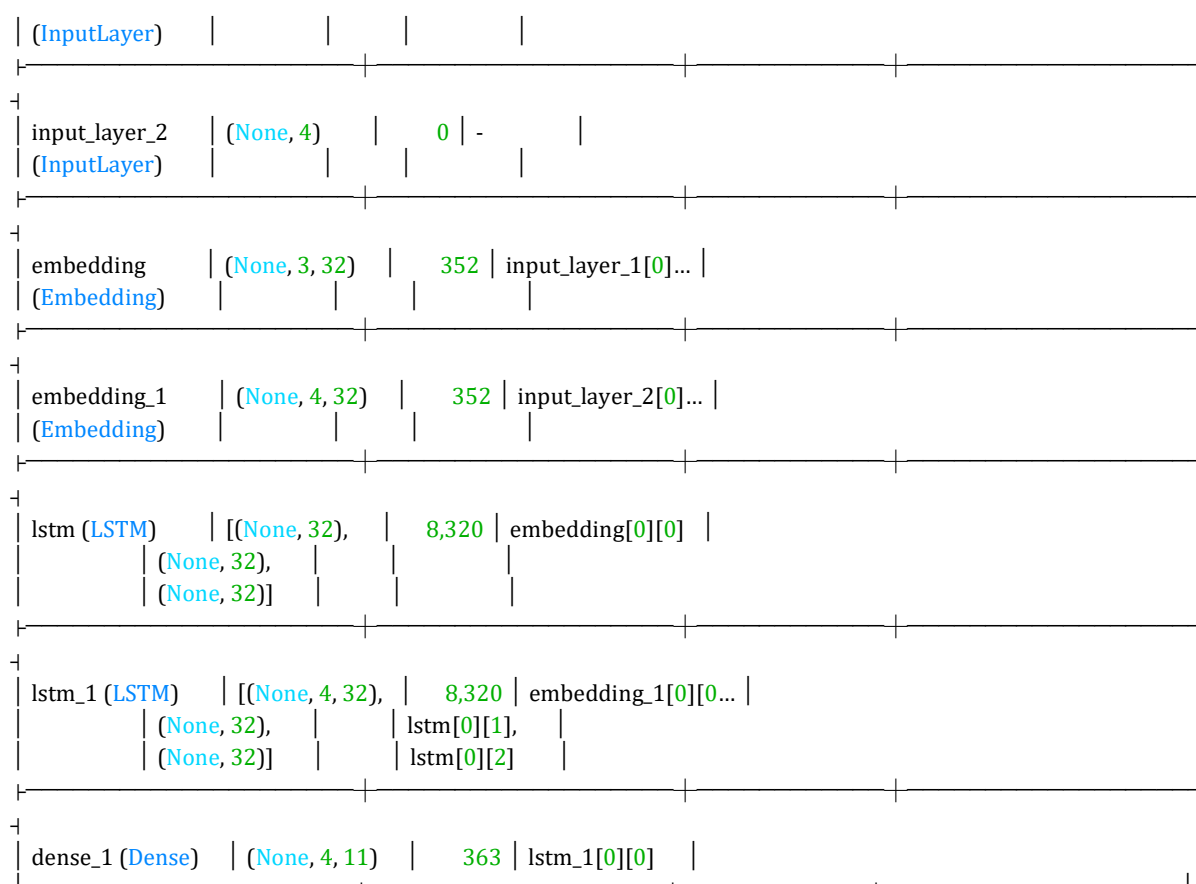 │ (InputLayer) │ │ │ │
├─────────────────────┼────────────────────┼─────────────┼───────────────────
┤
│ input_layer_2 │ (None, 4) │ 0 │ - │
│ (InputLayer) │ │ │ │
├─────────────────────┼────────────────────┼─────────────┼───────────────────
┤
│ embedding │ (None, 3, 32) │ 352 │ input_layer_1[0]… │
│ (Embedding) │ │ │ │
├─────────────────────┼────────────────────┼─────────────┼───────────────────
┤
│ embedding_1 │ (None, 4, 32) │ 352 │ input_layer_2[0]… │
│ (Embedding) │ │ │ │
├─────────────────────┼────────────────────┼─────────────┼───────────────────
┤
│ lstm (LSTM) │ [(None, 32), │ 8,320 │ embedding[0][0] │
│ │ (None, 32), │ │ │
│ │ (None, 32)] │ │ │
├─────────────────────┼────────────────────┼─────────────┼───────────────────
┤
│ lstm_1 (LSTM) │ [(None, 4, 32), │ 8,320 │ embedding_1[0][0… │
│ │ (None, 32), │ │ lstm[0][1], │
│ │ (None, 32)] │ │ lstm[0][2] │
├─────────────────────┼────────────────────┼─────────────┼───────────────────
┤
│ dense_1 (Dense) │ (None, 4, 11) │ 363 │ lstm_1[0][0] │